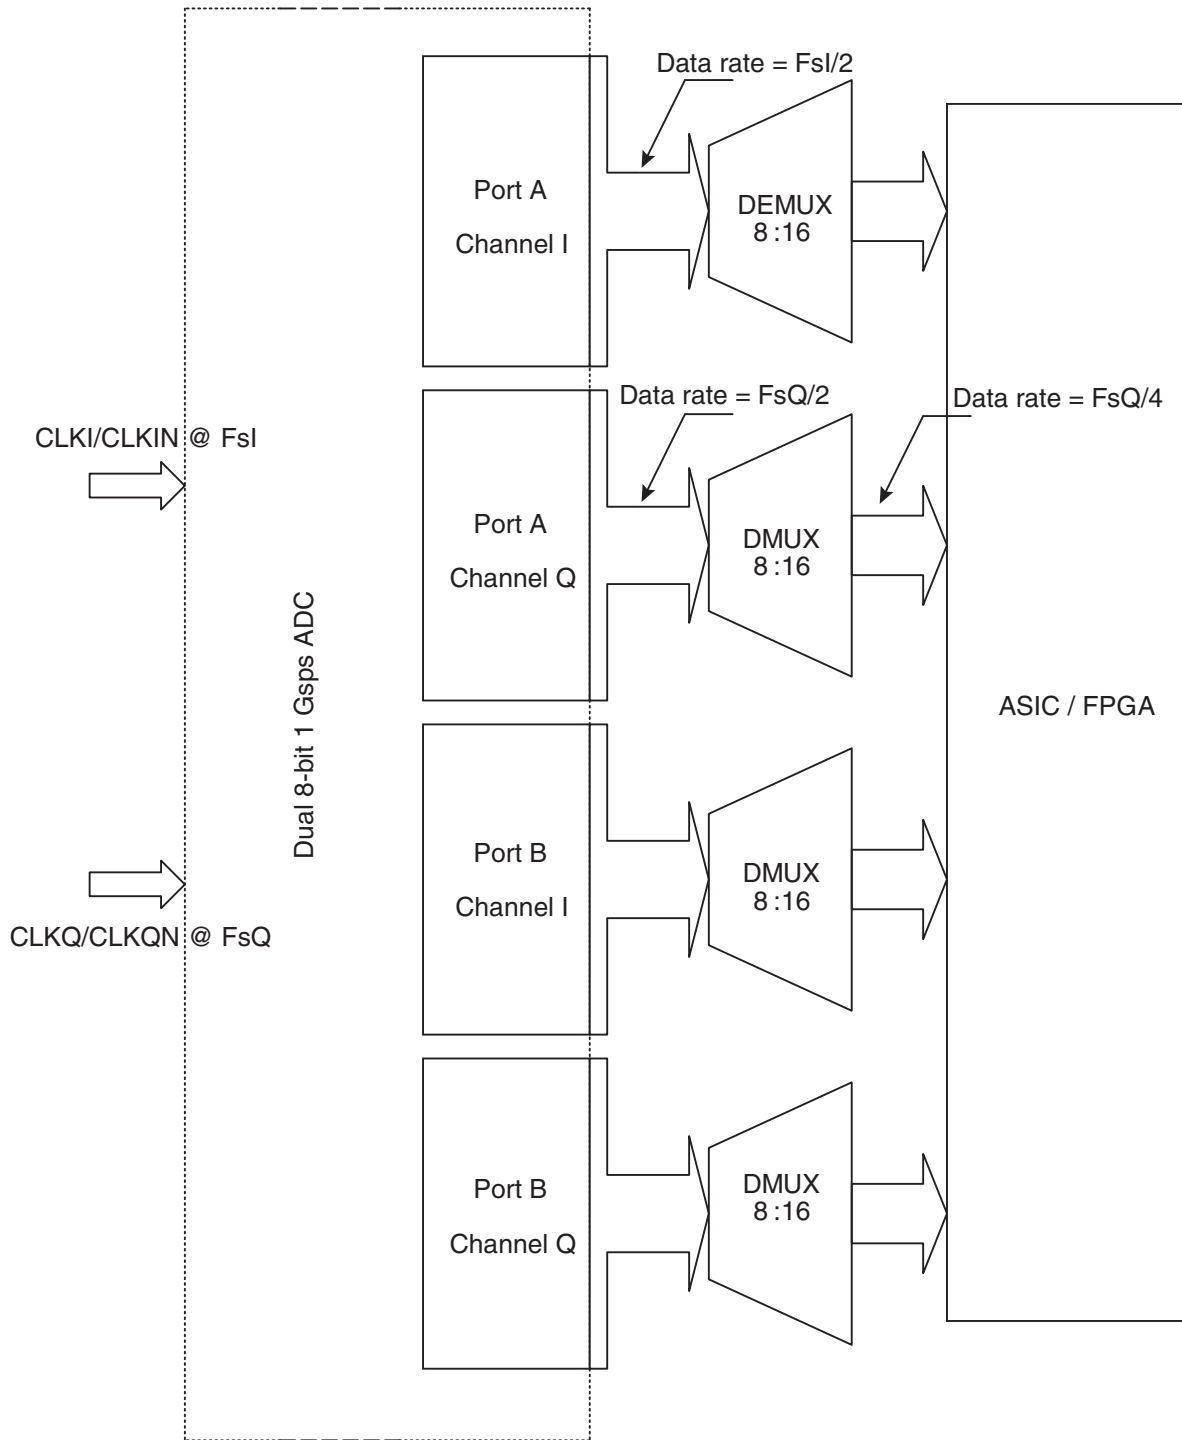 Data rate = FsI/2
Port A
Channel I
DEMUX
8 :16
Data rate = FsQ/2
Data rate = FsQ/4
CLKI/CLKIN @ FsI
Port A
Channel Q
DMUX
8 :16
Dual 8-bit 1 Gsps ADC
ASIC / FPGA
Port B
Channel I
DMUX
8 :16
CLKQ/CLKQN @ FsQ
Port B
Channel Q
DMUX
8 :16